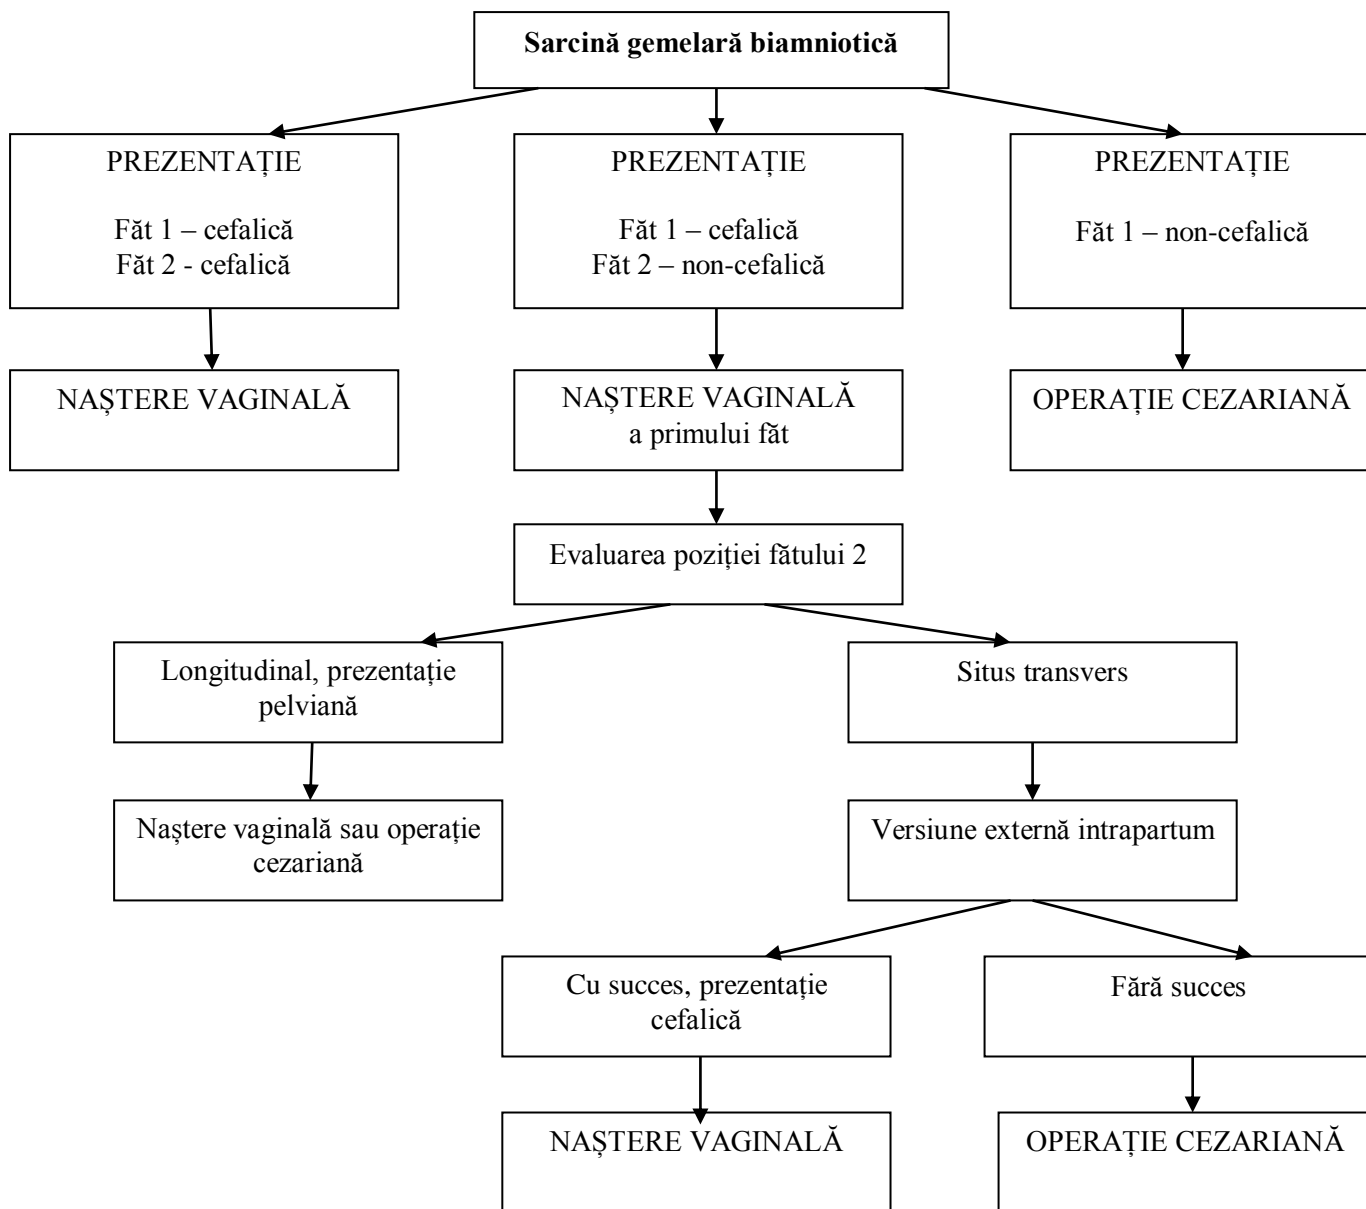 Sarcină gemelară biamniotică
PREZENTAȚIE
Făt 1 – cefalică
Făt 2 - cefalică
PREZENTAȚIE
Făt 1 – cefalică
Făt 2 – non-cefalică
PREZENTAȚIE
Făt 1 – non-cefalică
NAȘTERE VAGINALĂ
NAȘTERE VAGINALĂ
a primului făt
OPERAȚIE CEZARIANĂ
Evaluarea poziției fătului 2
Longitudinal, prezentație
pelviană
Situs transvers
Naștere vaginală sau operație
cezariană
Versiune externă intrapartum
Cu succes, prezentație
cefalică
Fără succes
NAȘTERE VAGINALĂ
OPERAȚIE CEZARIANĂ